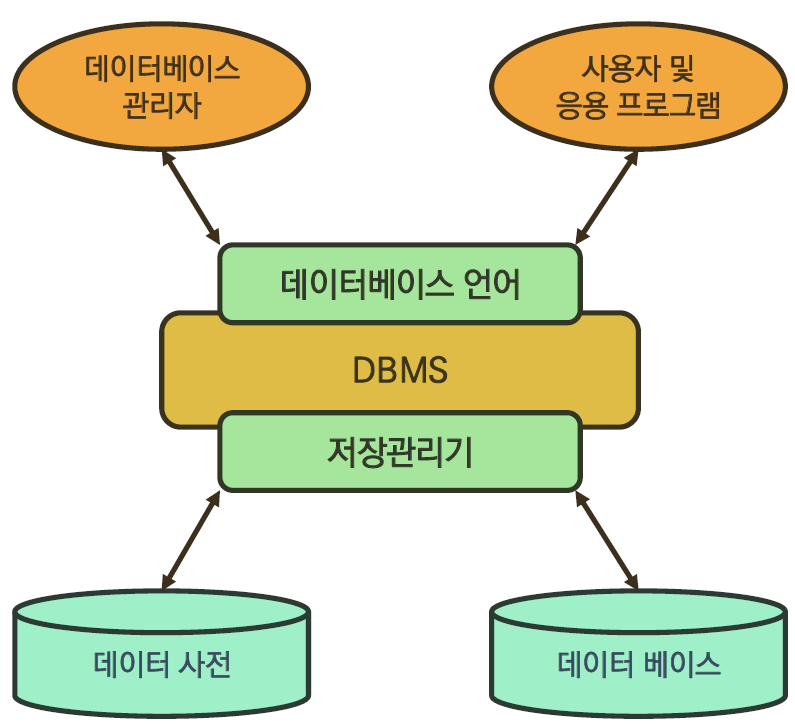 데이터베이스
관리자
사용자 및
응용 프로그램
데이터베이스 언어
DBMS
저장관리기
데이터 사전
데이터 베이스